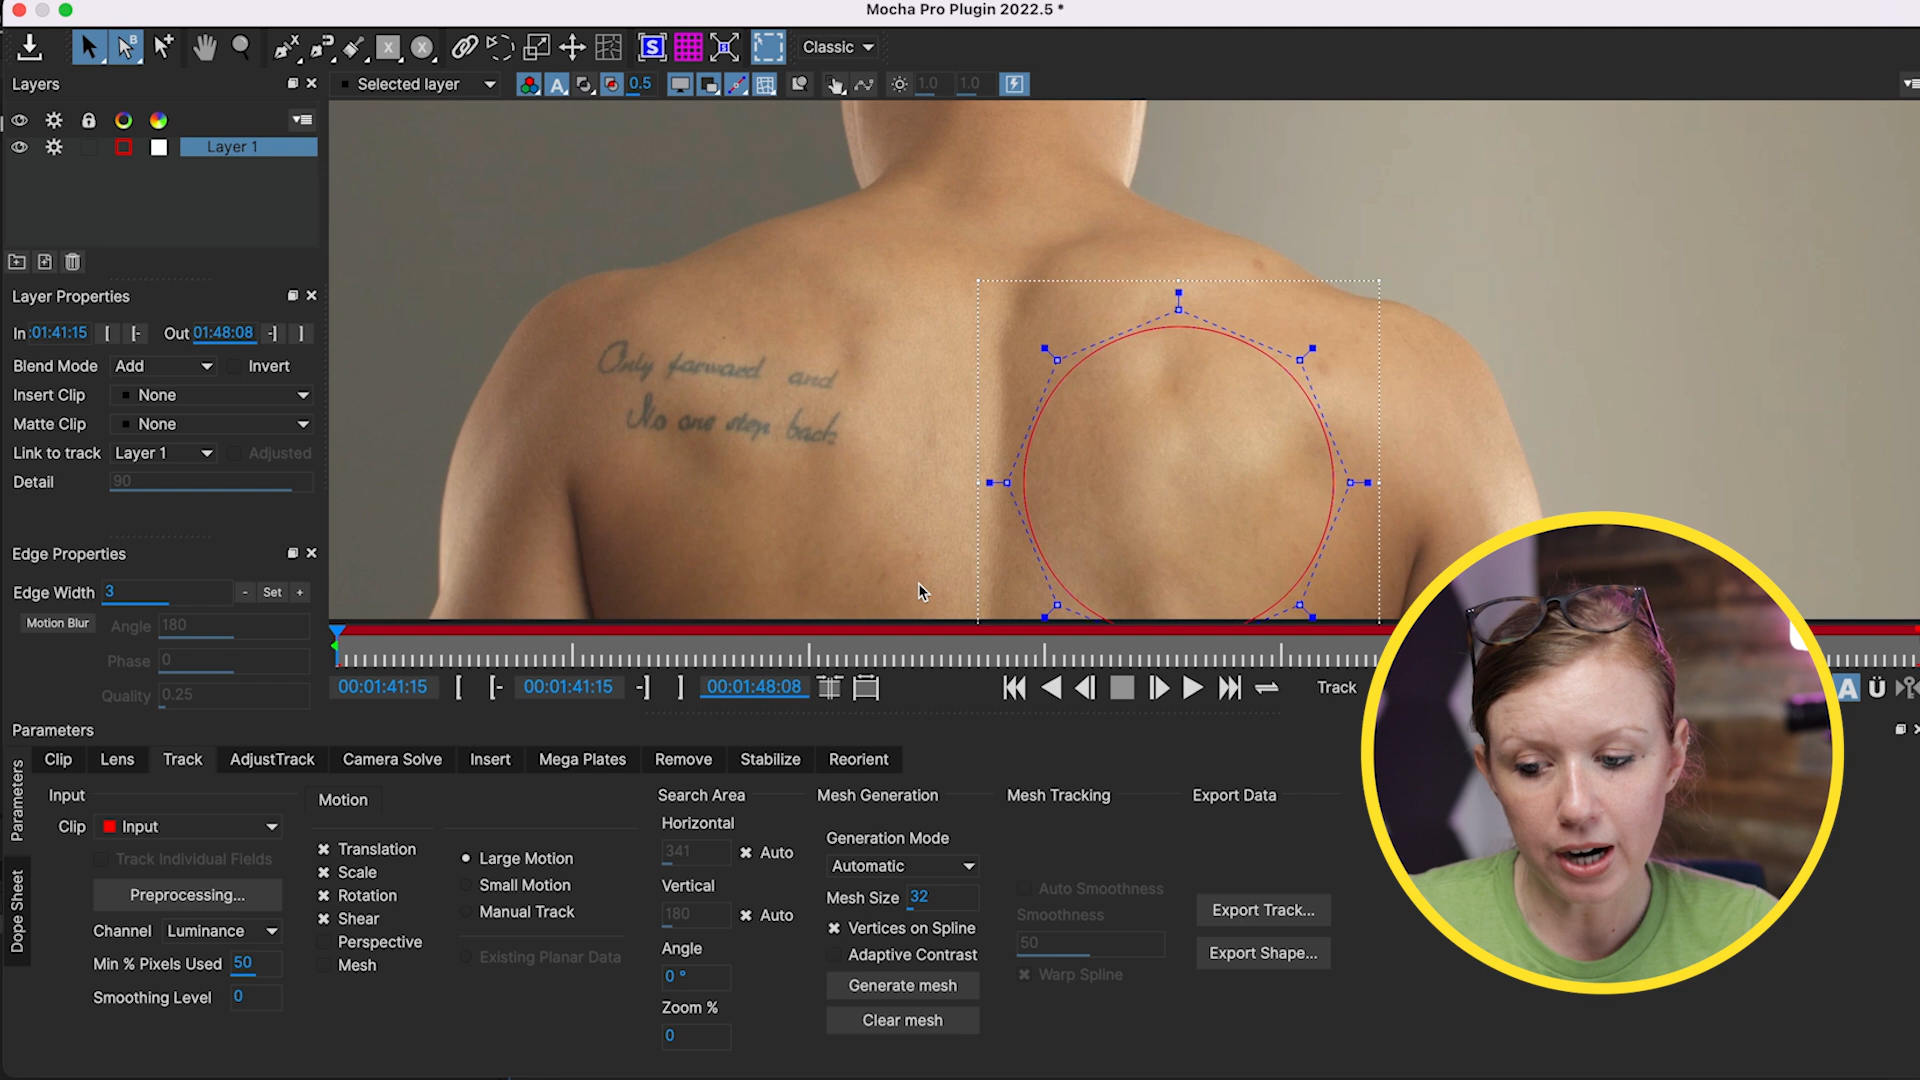 Mocha Pro Plugin 2022.5 *
Classic
Layers
Selected layer
A
0.5
1.0
1.0
Layer 1
Layer Properties
In :01:41:15 [ [- Out 01:48:08 -] ]
Blend Mode Add Invert
Insert Clip None
Matte Clip None
Link to track Layer 1 Adjusted
Detail 90
Only forward and
No one step back
Edge Properties
Edge Width 3 - Set +
Motion Blur Angle 180
Phase 0
Quality 0.25
00:01:41:15 [ [- 00:01:41:15 -] ] 00:01:48:08
Track
A Ü
Parameters
Parameters
Dope Sheet
Clip Lens Track AdjustTrack Camera Solve Insert Mega Plates Remove Stabilize Reorient
Input
Clip Input
Track Individual Fields
Preprocessing...
Channel Luminance
Min % Pixels Used 50
Smoothing Level 0
Motion
Translation
Scale
Rotation
Shear
Perspective
Mesh
Large Motion
Small Motion
Manual Track
Existing Planar Data
Search Area
Horizontal
341 Auto
Vertical
180 Auto
Angle
0 °
Zoom %
0
Mesh Generation
Generation Mode
Automatic
Mesh Size 32
Vertices on Spline
Adaptive Contrast
Generate mesh
Clear mesh
Mesh Tracking
Auto Smoothness
Smoothness
50
Warp Spline
Export Data
Export Track...
Export Shape...